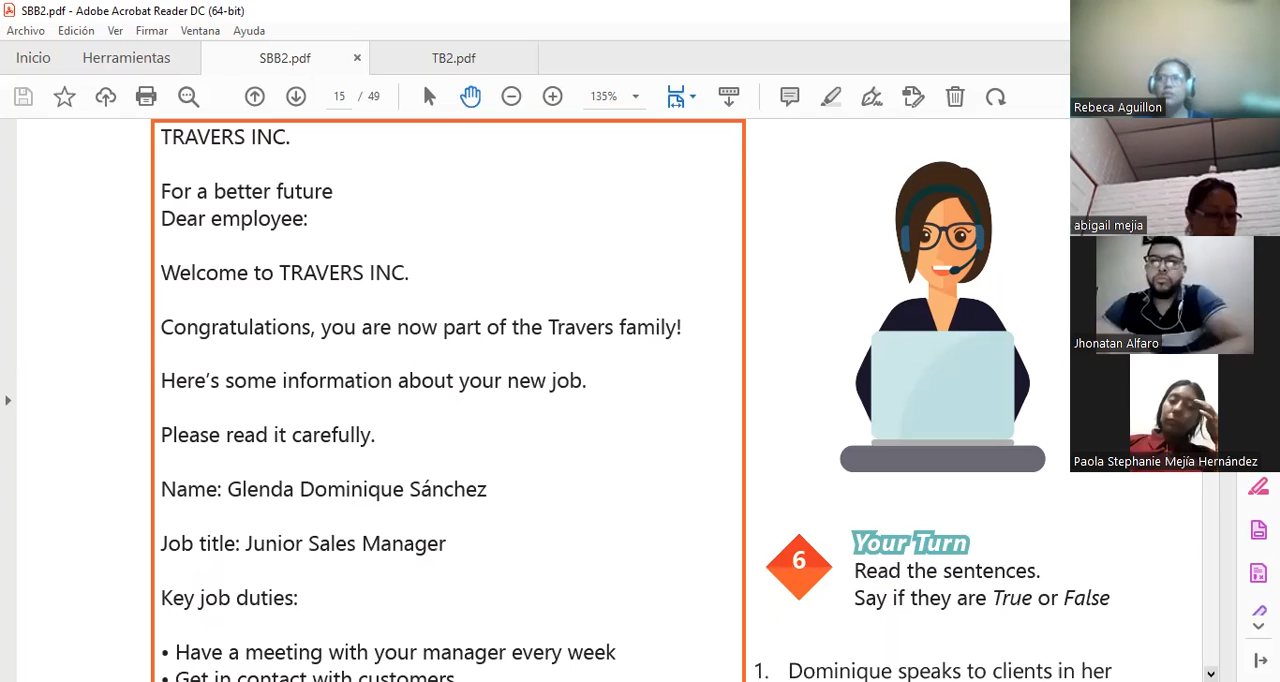 SBB2.pdf - Adobe Acrobat Reader DC (64-bit)
Archivo Edición Ver Firmar Ventana Ayuda
Inicio Herramientas SBB2.pdf × TB2.pdf
15 / 49 135%
TRAVERS INC.
For a better future
Dear employee:
Welcome to TRAVERS INC.
Congratulations, you are now part of the Travers family!
Here's some information about your new job.
Please read it carefully.
Name: Glenda Dominique Sánchez
Job title: Junior Sales Manager
Key job duties:
• Have a meeting with your manager every week
• Get in contact with customers
6
Your Turn
Read the sentences.
Say if they are True or False
1. Dominique speaks to clients in her
Rebeca Aguillon
abigail mejia
Jhonatan Alfaro
Paola Stephanie Mejía Hernández